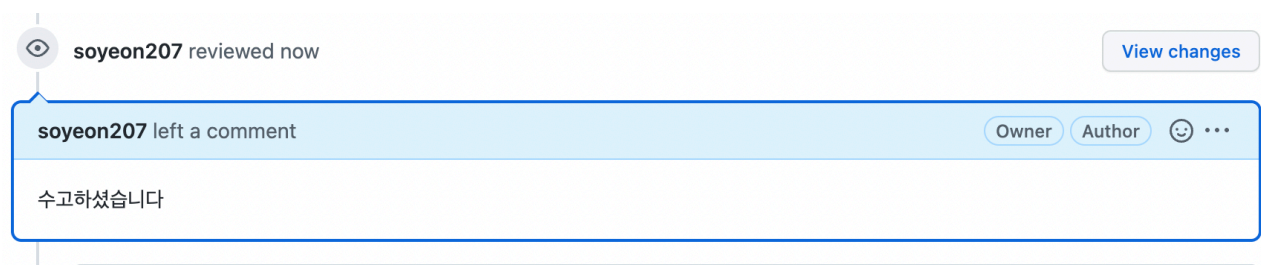 soyeon207 reviewed now
View changes
soyeon207 left a comment
Owner
Author
수고하셨습니다